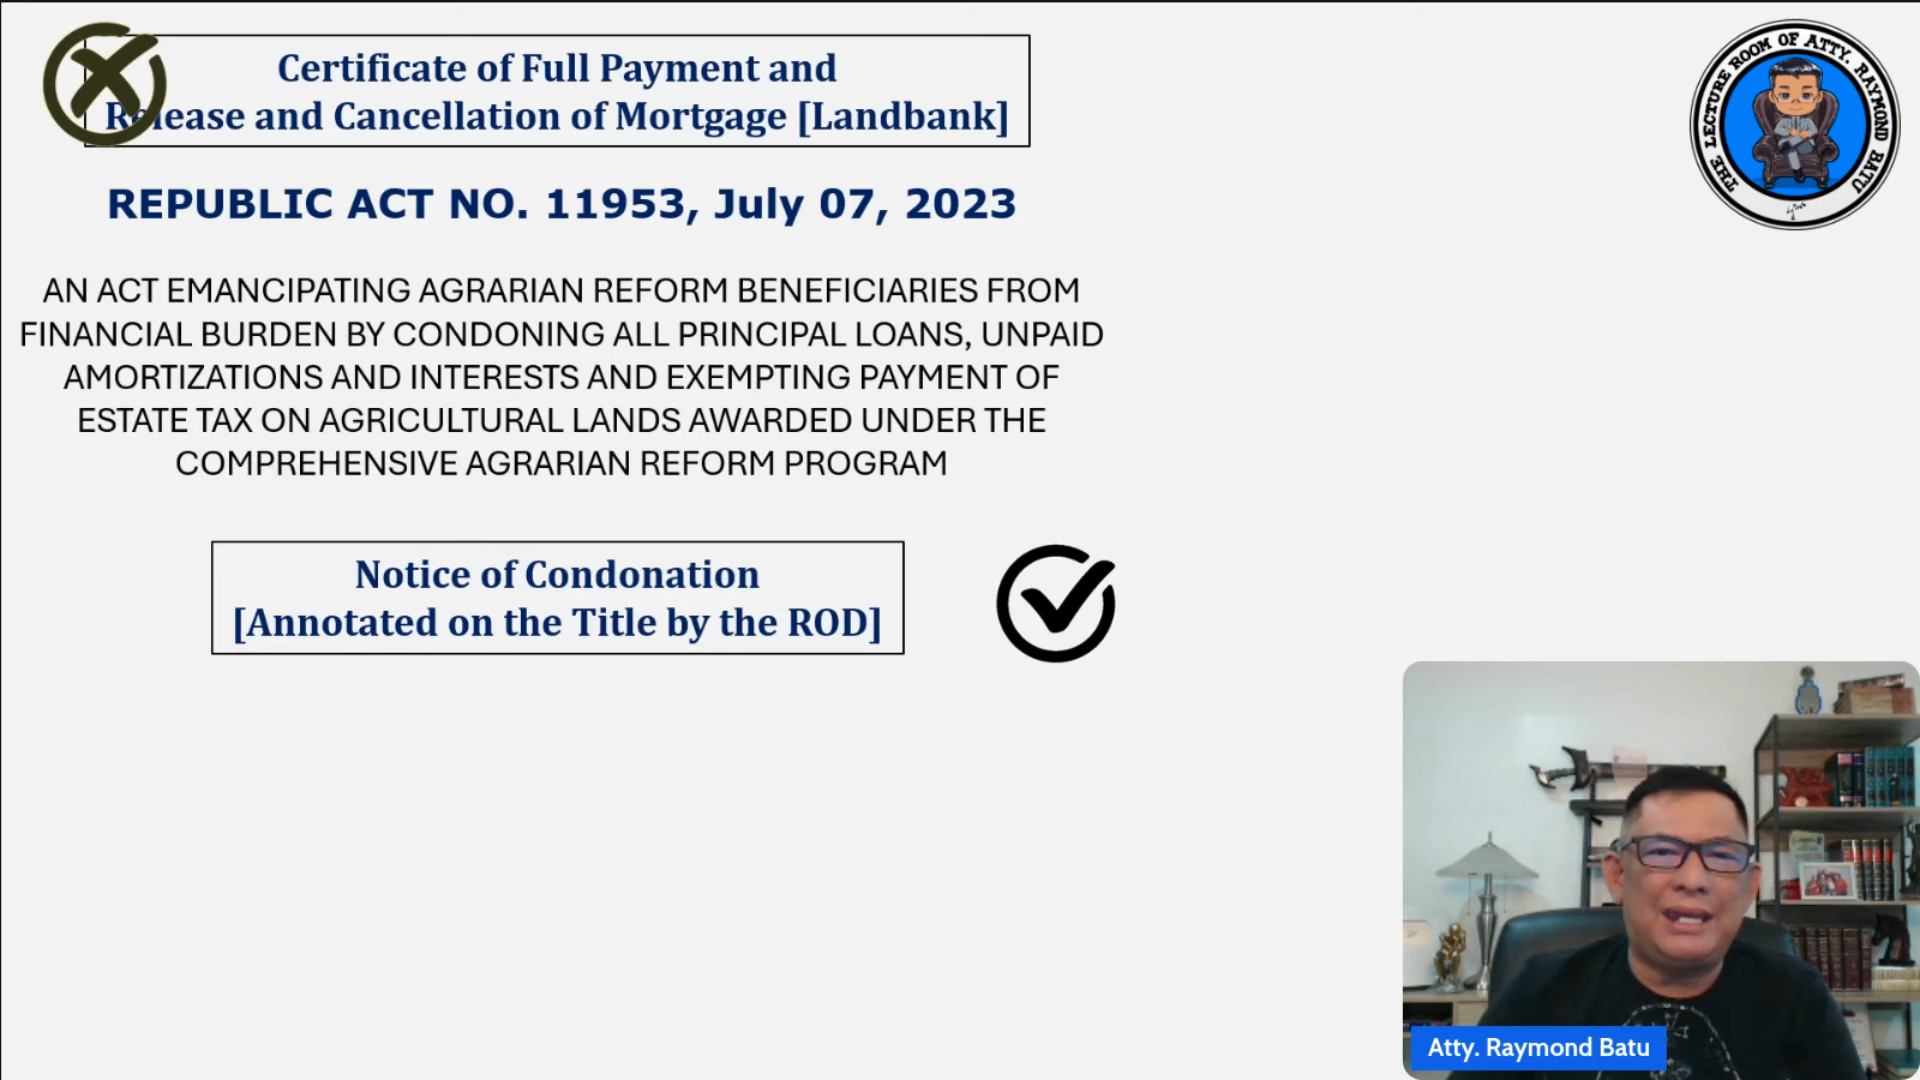 Certificate of Full Payment and
Release and Cancellation of Mortgage [Landbank]
REPUBLIC ACT NO. 11953, July 07, 2023
AN ACT EMANCIPATING AGRARIAN REFORM BENEFICIARIES FROM
FINANCIAL BURDEN BY CONDONING ALL PRINCIPAL LOANS, UNPAID
AMORTIZATIONS AND INTERESTS AND EXEMPTING PAYMENT OF
ESTATE TAX ON AGRICULTURAL LANDS AWARDED UNDER THE
COMPREHENSIVE AGRARIAN REFORM PROGRAM
Notice of Condonation
[Annotated on the Title by the ROD]
THE LECTURE ROOM OF ATTY. RAYMOND BATU
Atty. Raymond Batu